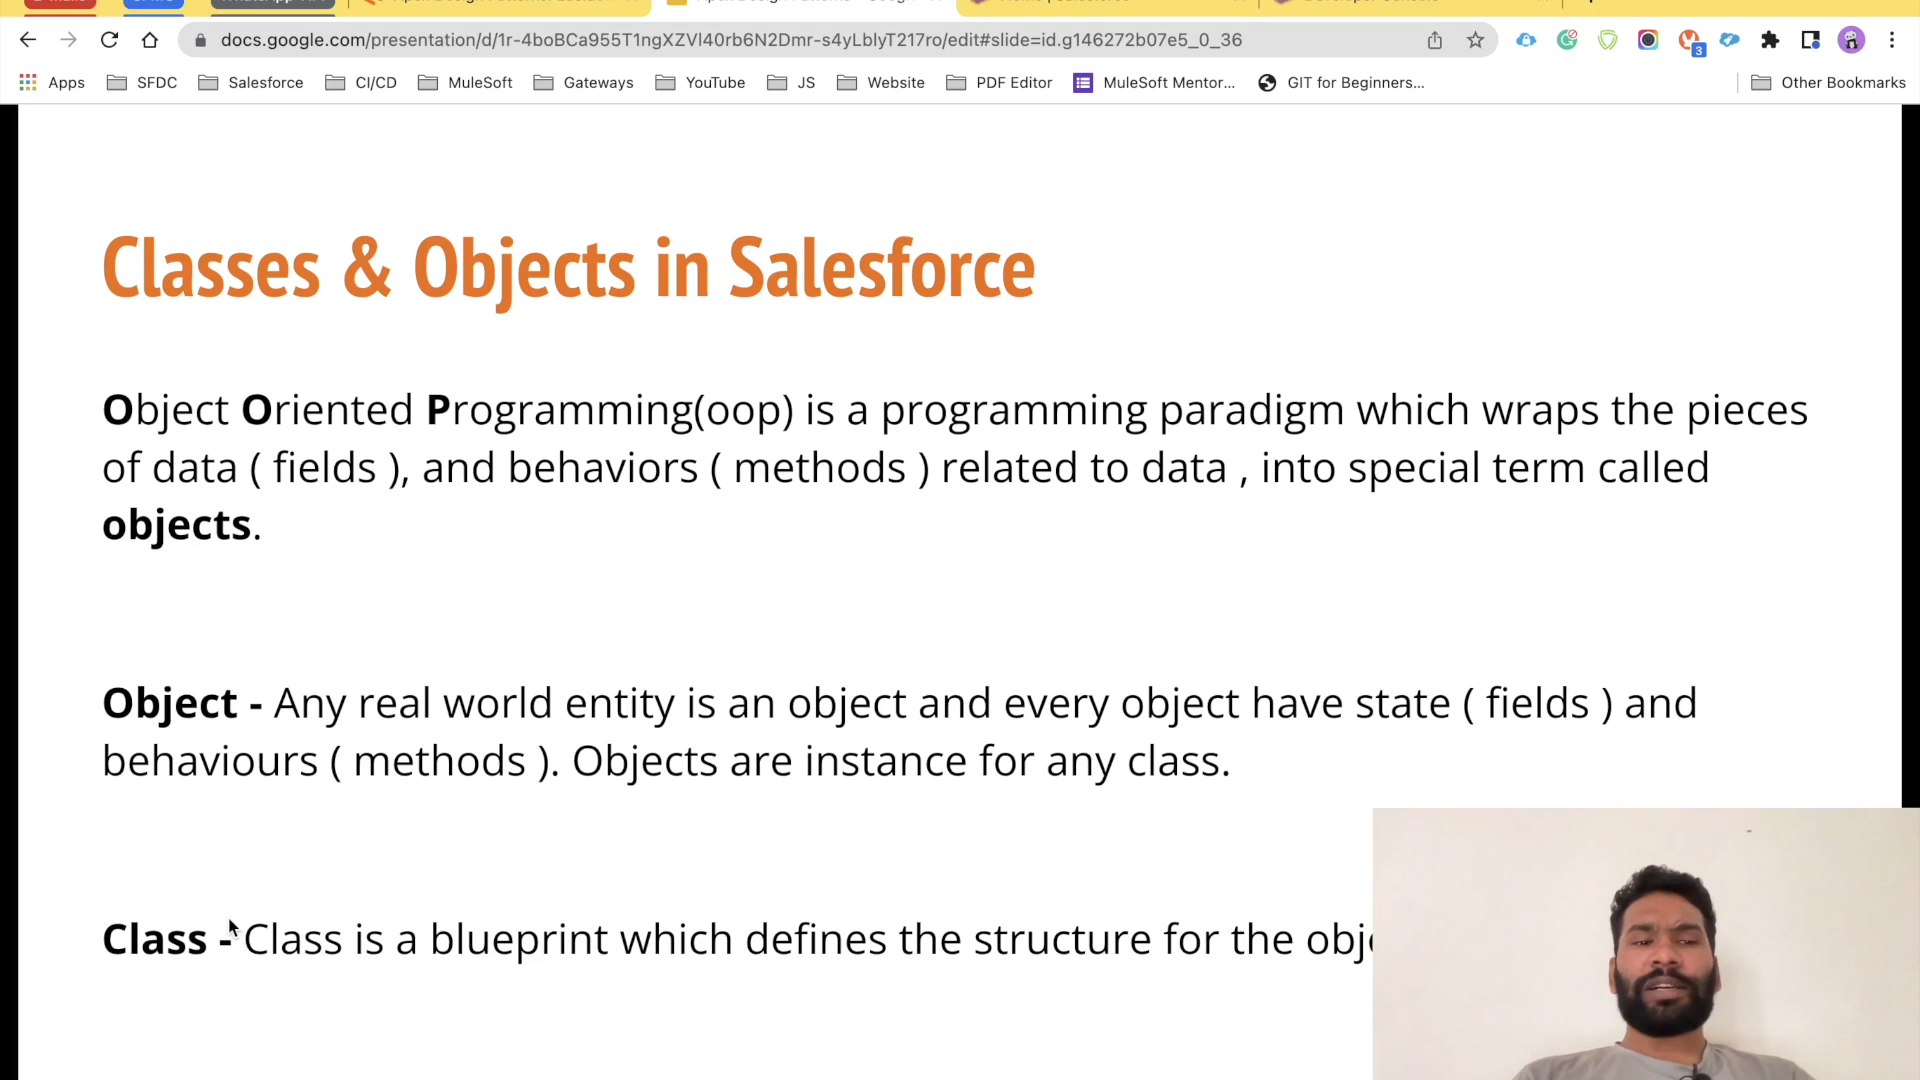 docs.google.com/presentation/d/1r-4boBCa955T1ngXZVl40rb6N2Dmr-s4yLblyT217ro/edit#slide=id.g146272b07e5_0_36
3
Apps SFDC Salesforce CI/CD MuleSoft Gateways YouTube JS Website PDF Editor MuleSoft Mentor... GIT for Beginners... Other Bookmarks
Classes & Objects in Salesforce
Object Oriented Programming(oop) is a programming paradigm which wraps the pieces
of data ( fields ), and behaviors ( methods ) related to data , into special term called
objects.
Object - Any real world entity is an object and every object have state ( fields ) and
behaviours ( methods ). Objects are instance for any class.
Class - Class is a blueprint which defines the structure for the